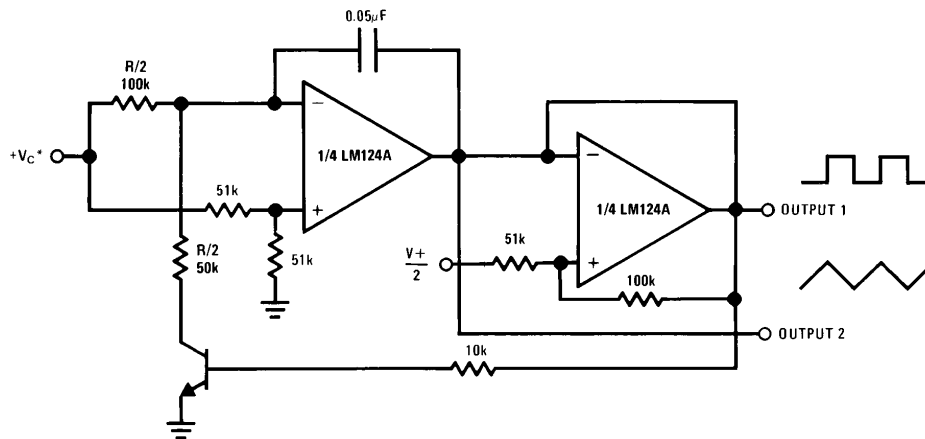 0.05µF
R/2
100k
+VC*
1/4 LM124A
51k
51k
R/2
50k
1/4 LM124A
OUTPUT 1
V+
2
51k
100k
OUTPUT 2
10k